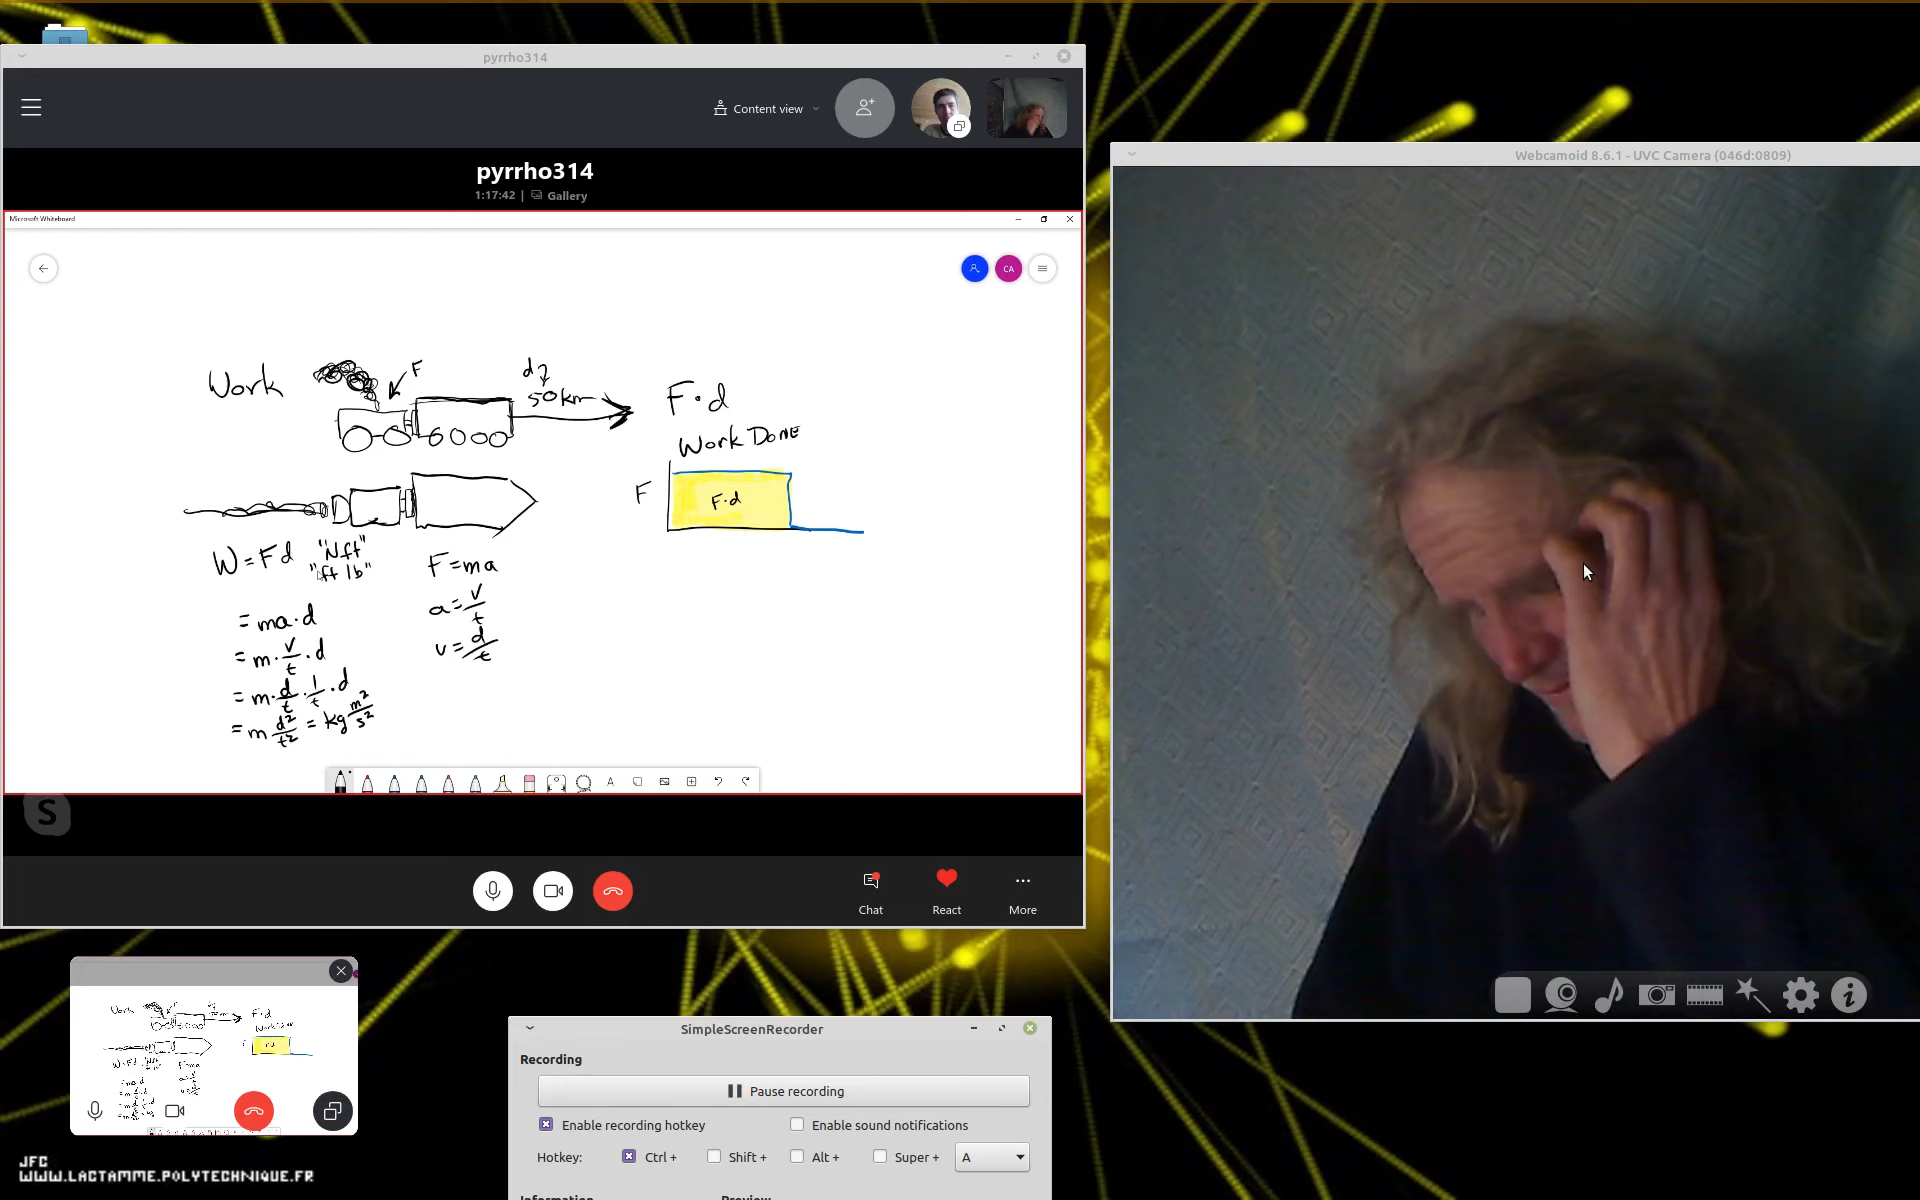 pyrrho314
Content view
pyrrho314
1:17:42 | Gallery
Microsoft Whiteboard
CA
Work
F
d
50km
F·d
Work Done
F
F·d
W = Fd
"Nft"
"ft lb"
= ma·d
= m·v/t·d
= m·d/t·1/t·d
= m d²/t² = kg m²/s²
F=ma
a=v/t
v=d/t
A
S
Chat
React
More
Webcamoid 8.6.1 - UVC Camera (046d:0809)
Work
F·d
SimpleScreenRecorder
Recording
Pause recording
Enable recording hotkey
Enable sound notifications
Hotkey:
Ctrl +
Shift +
Alt +
Super +
A
JFC
WWW.LACTAMME.POLYTECHNIQUE.FR